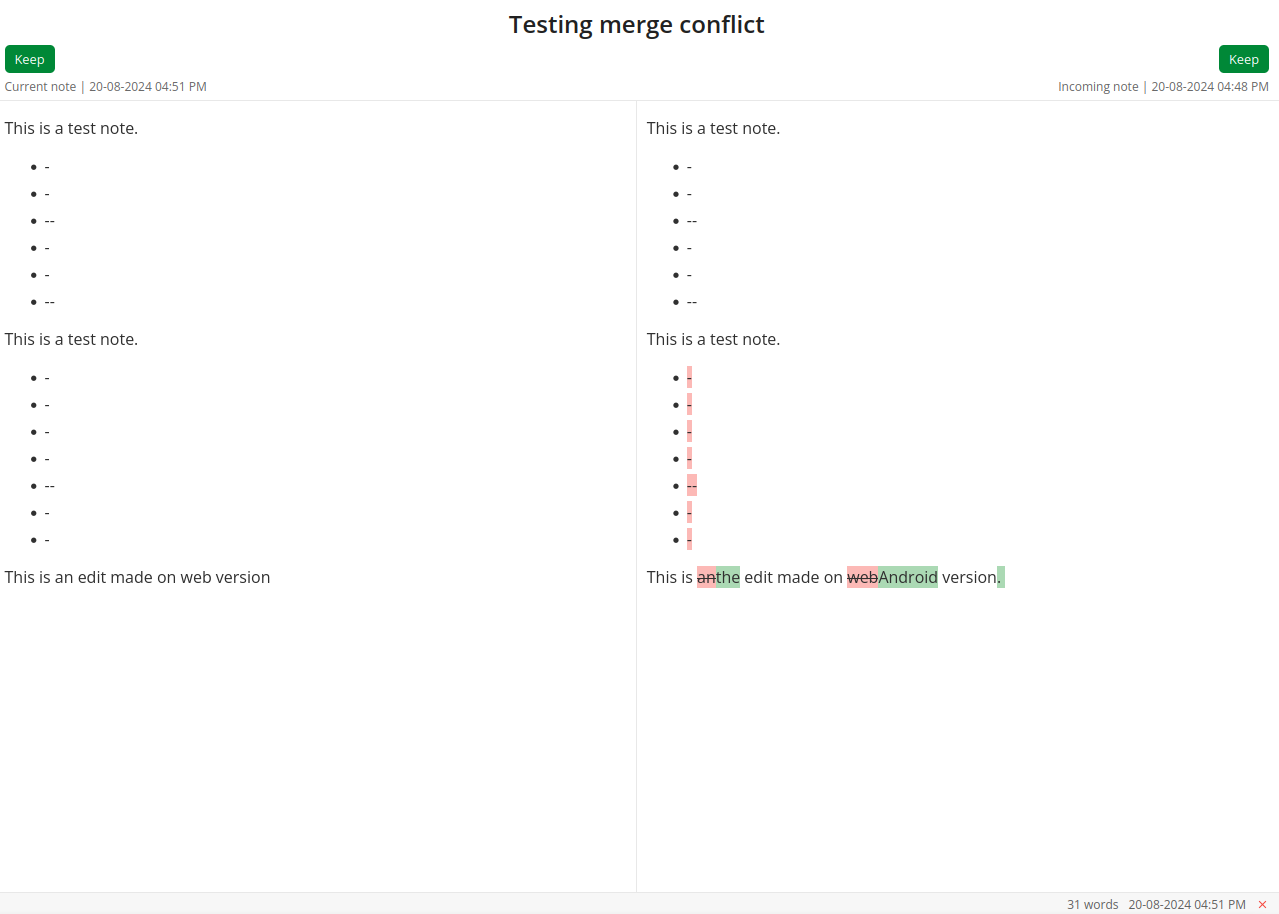 Testing merge conflict
Keep
Keep
Current note | 20-08-2024 04:51 PM
Incoming note | 20-08-2024 04:48 PM
This is a test note.
• -
• -
• --
• -
• -
• --
This is a test note.
• -
• -
• -
• -
• --
• -
• -
This is an edit made on web version
This is a test note.
• -
• -
• --
• -
• -
• --
This is a test note.
• -
• -
• -
• -
• --
• -
• -
This is anthe edit made on webAndroid version.
31 words 20-08-2024 04:51 PM ×